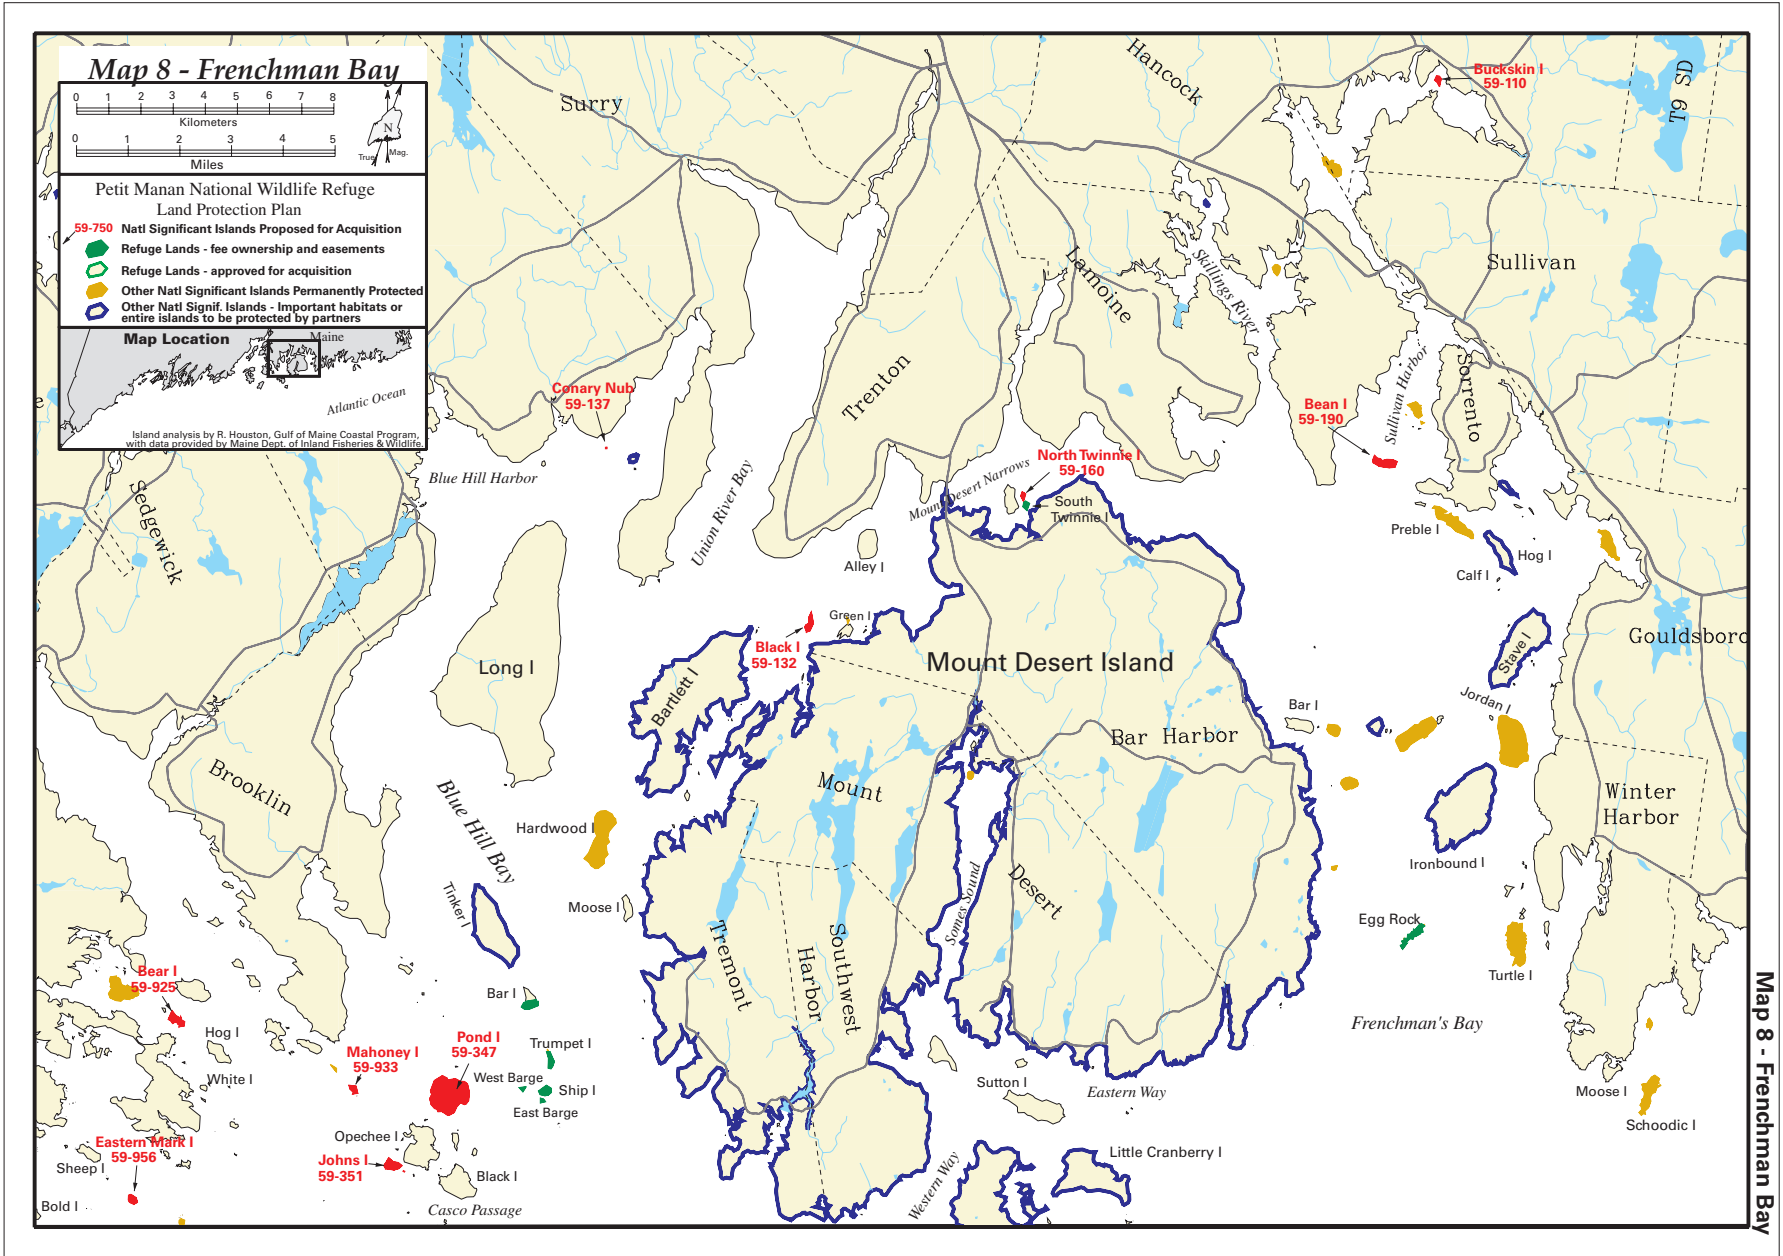 Map 8 - Frenchman Bay
0 1 2 3 4 5 6 7 8
Kilometers
0 1 2 3 4 5
Miles
N
True
Mag.
Petit Manan National Wildlife Refuge
Land Protection Plan
59-750 Natl Significant Islands Proposed for Acquisition
Refuge Lands - fee ownership and easements
Refuge Lands - approved for acquisition
Other Natl Significant Islands Permanently Protected
Other Natl Signif. Islands - Important habitats or
entire islands to be protected by partners
Map Location
Maine
Atlantic Ocean
Island analysis by R. Houston, Gulf of Maine Coastal Program,
with data provided by Maine Dept. of Inland Fisheries & Wildlife.
Surry
Hancock
Buckskin I
59-110
T9 SD
Sullivan
Lamoine
Skillings River
Trenton
Sullivan Harbor
Sorrento
Conary Nub
59-137
Bean I
59-190
Blue Hill Harbor
Union River Bay
Mount Desert Narrows
North Twinnie I
59-160
South
Twinnie I
Sedgewick
Preble I
Hog I
Calf I
Alley I
Green I
Black I
59-132
Gouldsboro
Stave I
Long I
Bartlett I
Mount Desert Island
Jordan I
Bar I
Bar Harbor
Brooklin
Blue Hill Bay
Mount
Desert
Winter
Harbor
Hardwood I
Ironbound I
Tinker I
Moose I
Somes Sound
Egg Rock
Turtle I
Tremont
Southwest
Harbor
Bear I
59-925
Bar I
Frenchman's Bay
Hog I
Pond I
59-347
Trumpet I
Mahoney I
59-933
White I
West Barge
Ship I
East Barge
Sutton I
Eastern Way
Moose I
Schoodic I
Opechee I
Eastern Mark I
59-956
Sheep I
Johns I
59-351
Black I
Little Cranberry I
Western Way
Bold I
Casco Passage
Map 8 - Frenchman Bay
e